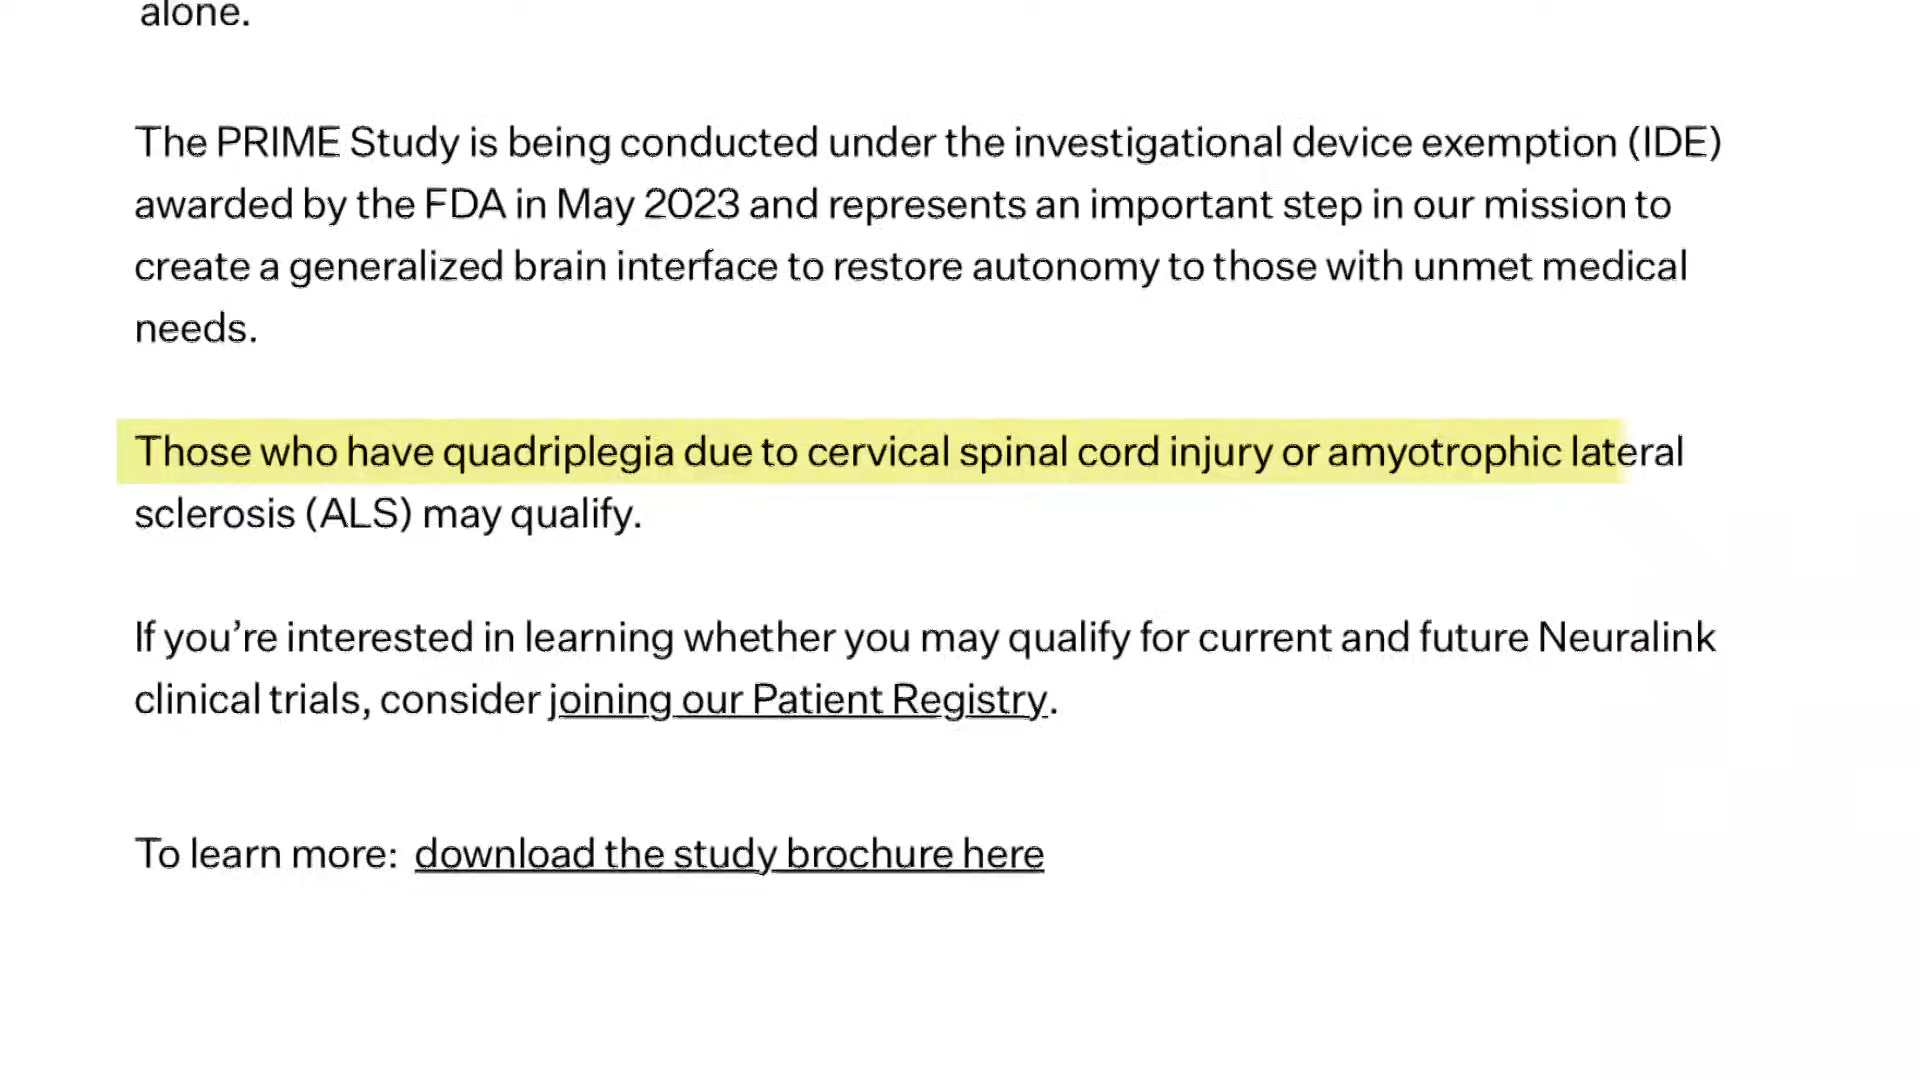 alone.
The PRIME Study is being conducted under the investigational device exemption (IDE)
awarded by the FDA in May 2023 and represents an important step in our mission to
create a generalized brain interface to restore autonomy to those with unmet medical
needs.
Those who have quadriplegia due to cervical spinal cord injury or amyotrophic lateral
sclerosis (ALS) may qualify.
If you’re interested in learning whether you may qualify for current and future Neuralink
clinical trials, consider joining our Patient Registry.
To learn more: download the study brochure here